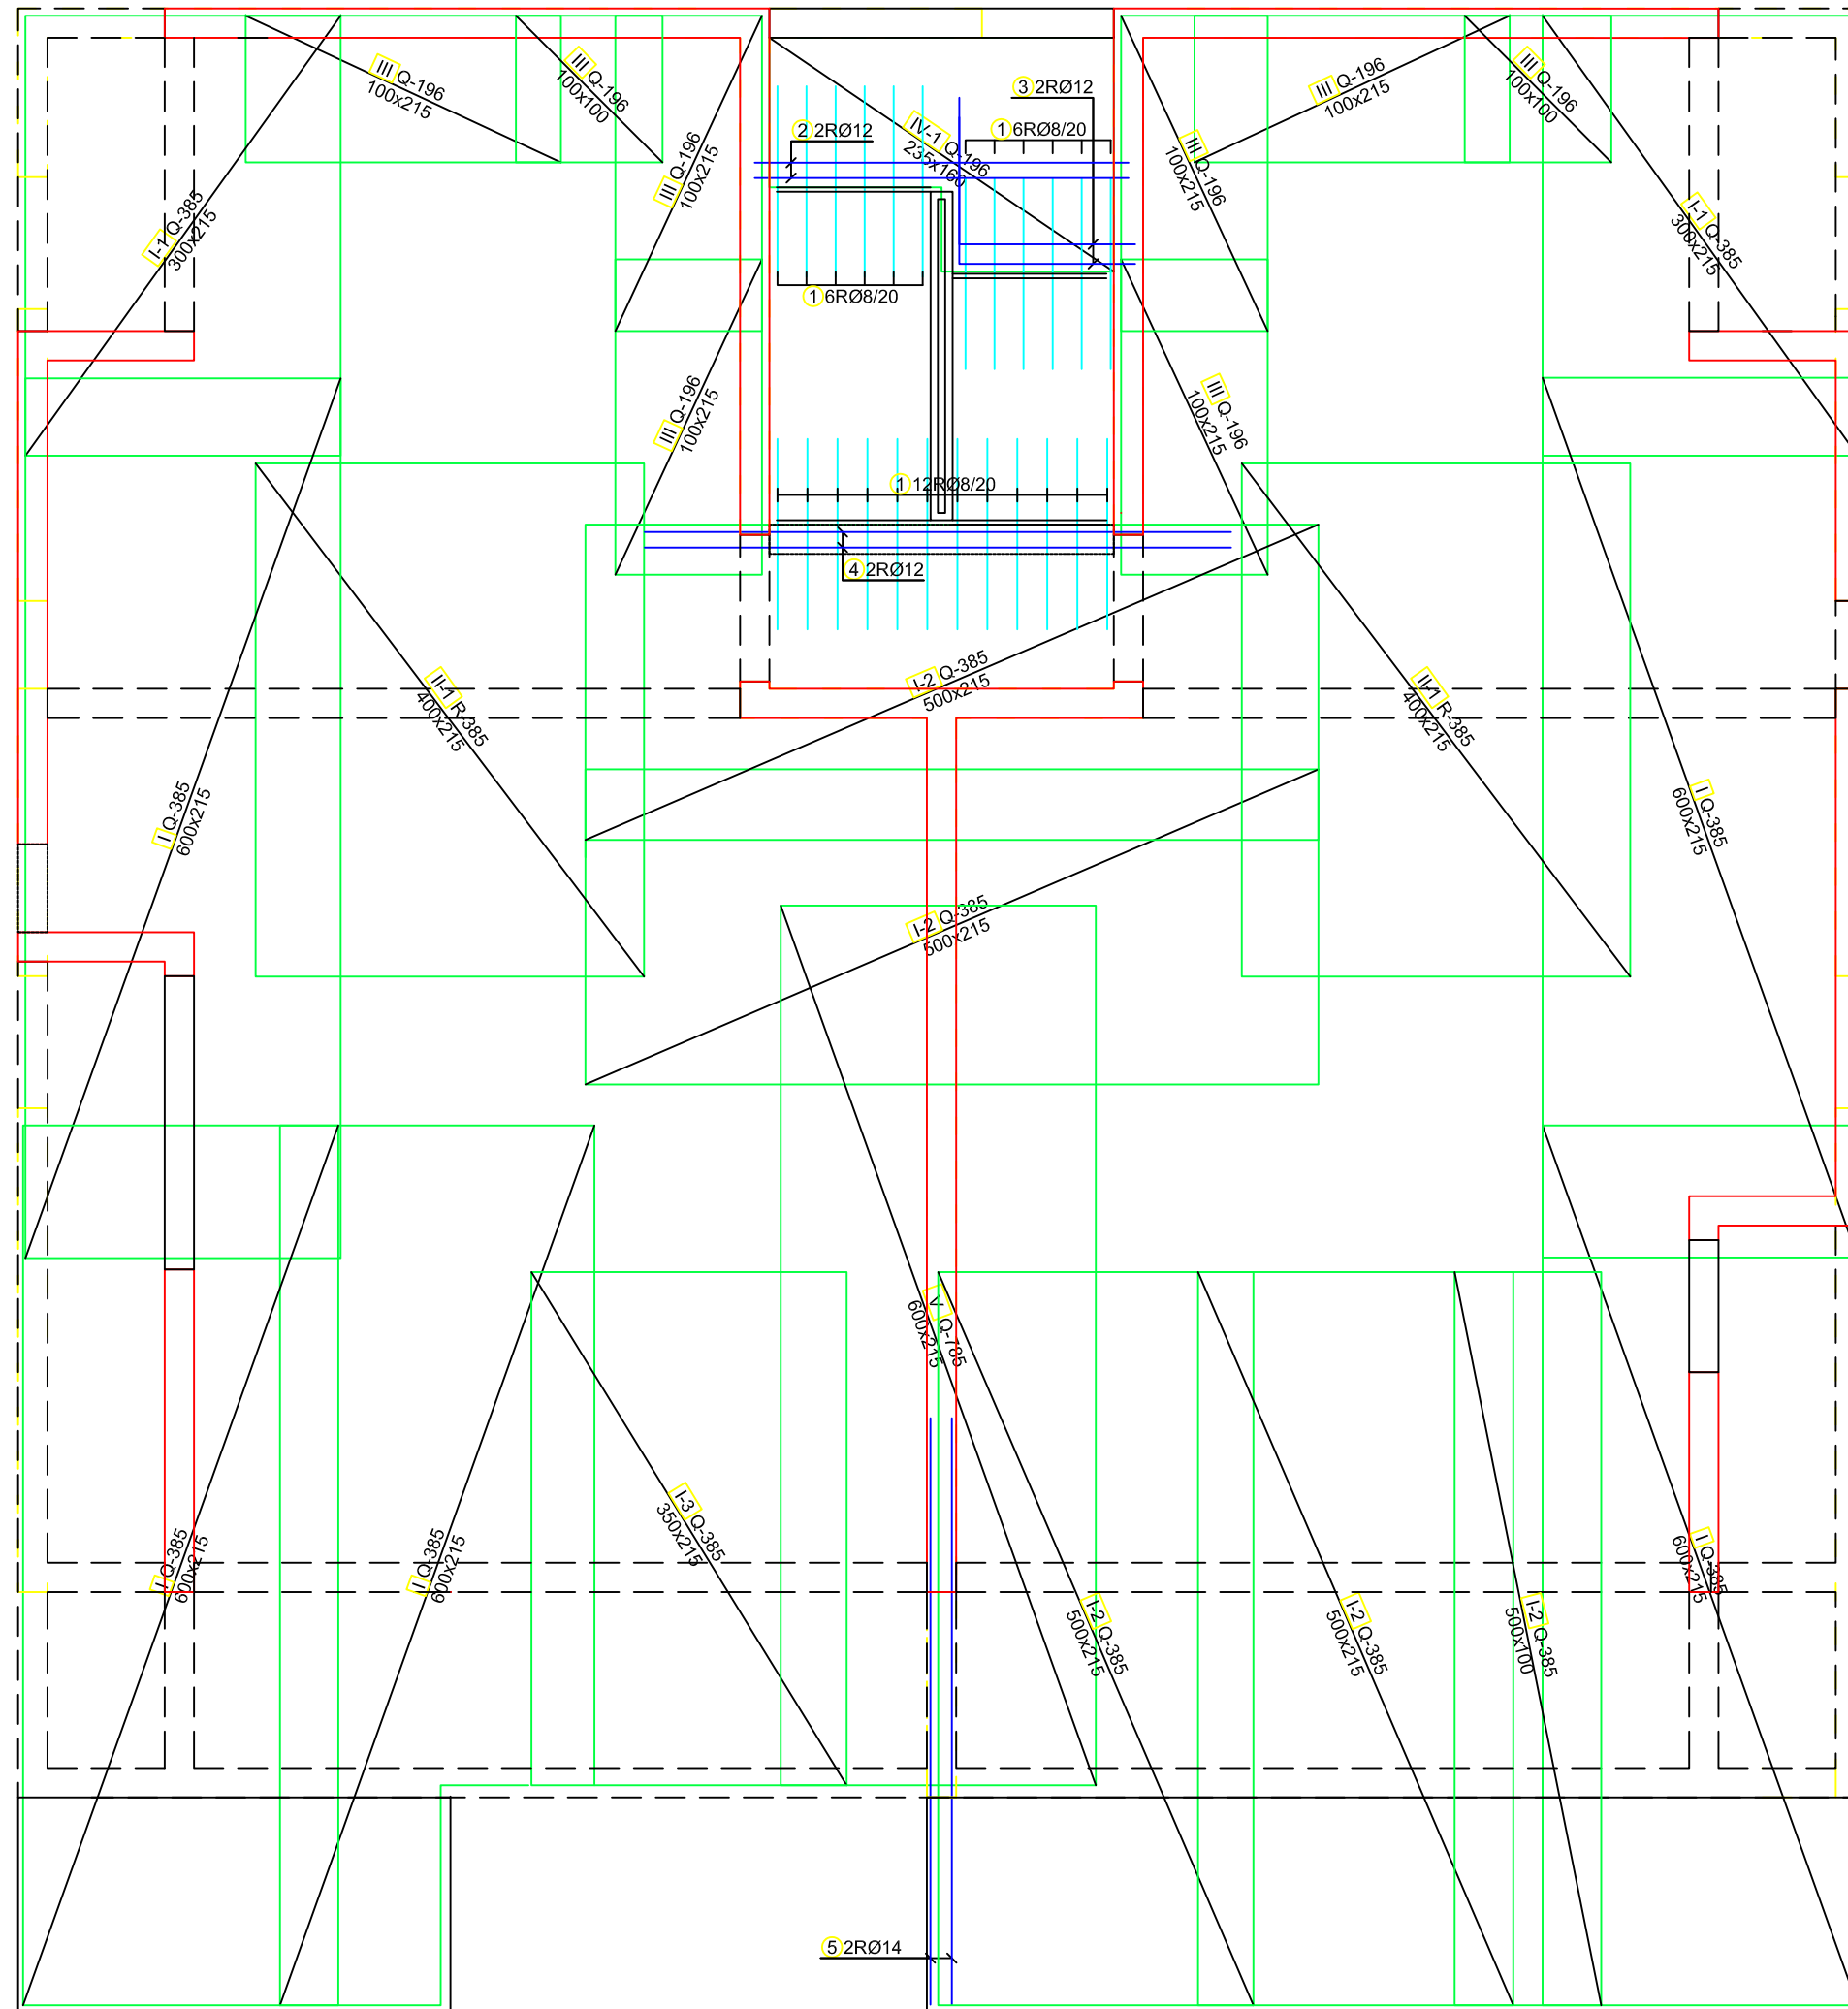 III Q-196
100x215
III Q-196
100x100
III Q-196
100x215
I-1 Q-385
300x215
2 2RØ12
3 2RØ12
IV-1 Q-196
235x160
1 6RØ8/20
1 6RØ8/20
III Q-196
100x215
III Q-196
100x215
III Q-196
100x100
I-1 Q-385
300x215
III Q-196
100x215
III Q-196
100x215
1 12RØ8/20
4 2RØ12
I-2 Q-385
500x215
II-1 R-385
400x215
II-1 R-385
400x215
I Q-385
600x215
I Q-385
600x215
I-2 Q-385
500x215
V Q-785
600x215
I-3 Q-385
350x215
I Q-385
600x215
I Q-385
600x215
I-2 Q-385
500x215
I-2 Q-385
500x215
I-2 Q-385
500x100
I Q-385
600x215
5 2RØ14